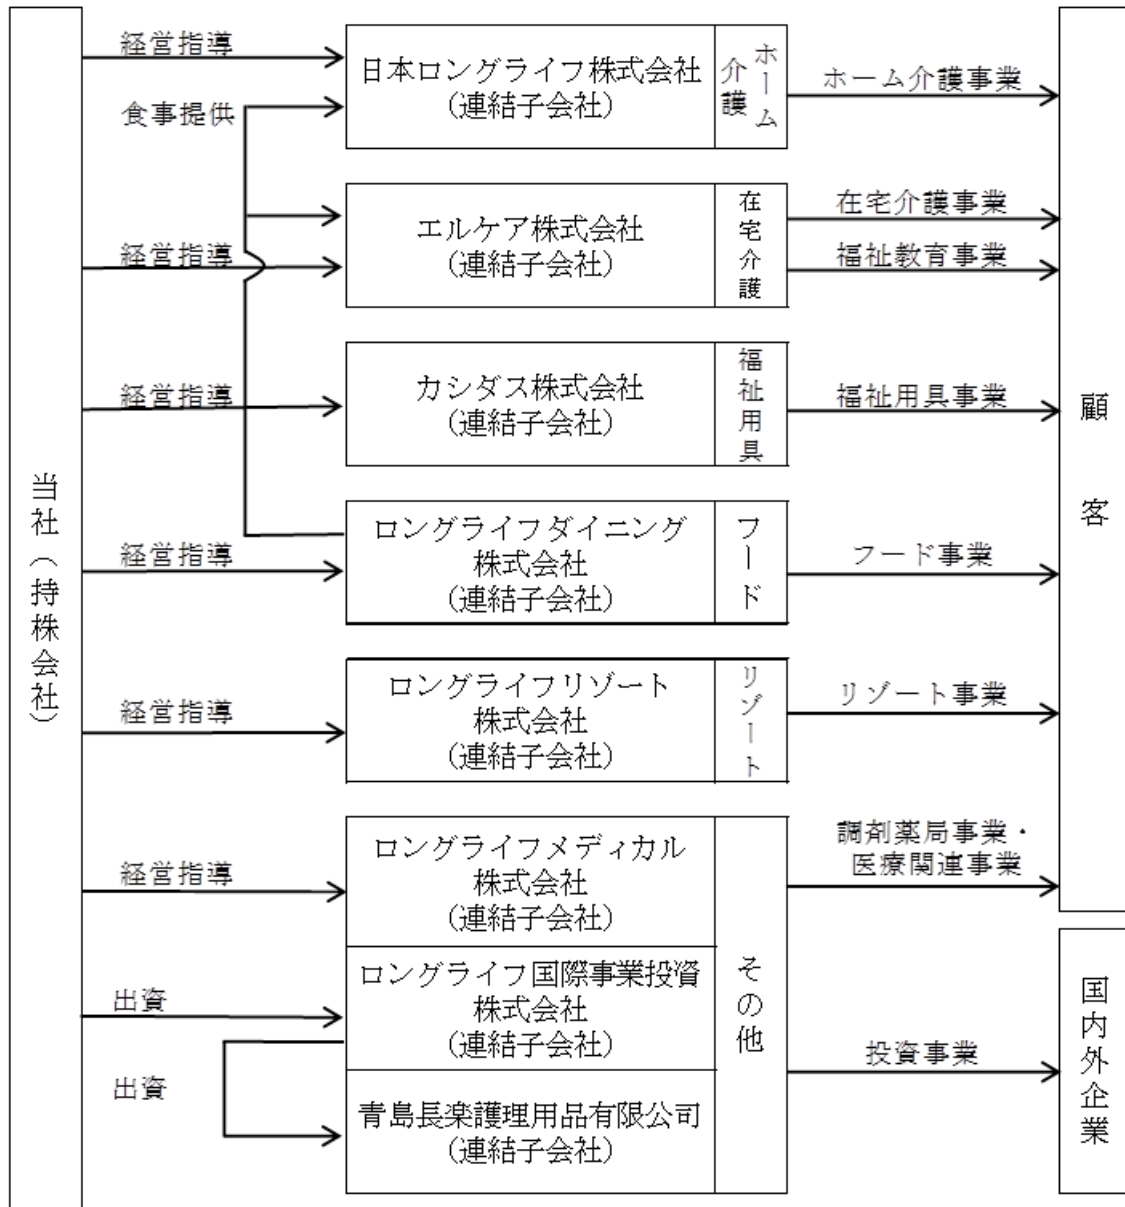 当社（持株会社）
経営指導
食事提供
日本ロングライフ株式会社
（連結子会社）
ホーム
介護
ホーム介護事業
経営指導
エルケア株式会社
（連結子会社）
在宅介護
在宅介護事業
福祉教育事業
経営指導
カシダス株式会社
（連結子会社）
福祉用具
福祉用具事業
経営指導
ロングライフダイニング
株式会社
（連結子会社）
フード
フード事業
経営指導
ロングライフリゾート
株式会社
（連結子会社）
リゾート
リゾート事業
経営指導
ロングライフメディカル
株式会社
（連結子会社）
調剤薬局事業・
医療関連事業
出資
ロングライフ国際事業投資
株式会社
（連結子会社）
出資
青島長楽護理用品有限公司
（連結子会社）
その他
投資事業
顧客
国内外企業